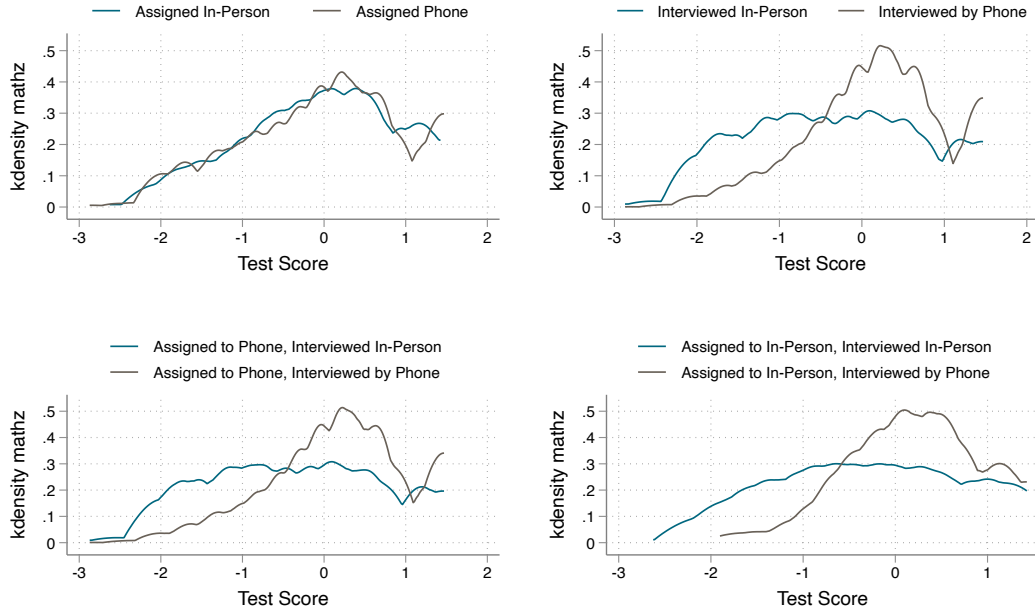 Assigned In-Person Assigned Phone
kdensity mathz
.5
.4
.3
.2
.1
0
-3 -2 -1 0 1 2
Test Score
Interviewed In-Person Interviewed by Phone
kdensity mathz
.5
.4
.3
.2
.1
0
-3 -2 -1 0 1 2
Test Score
Assigned to Phone, Interviewed In-Person
Assigned to Phone, Interviewed by Phone
kdensity mathz
.5
.4
.3
.2
.1
0
-3 -2 -1 0 1 2
Test Score
Assigned to In-Person, Interviewed In-Person
Assigned to In-Person, Interviewed by Phone
kdensity mathz
.5
.4
.3
.2
.1
0
-3 -2 -1 0 1
Test Score